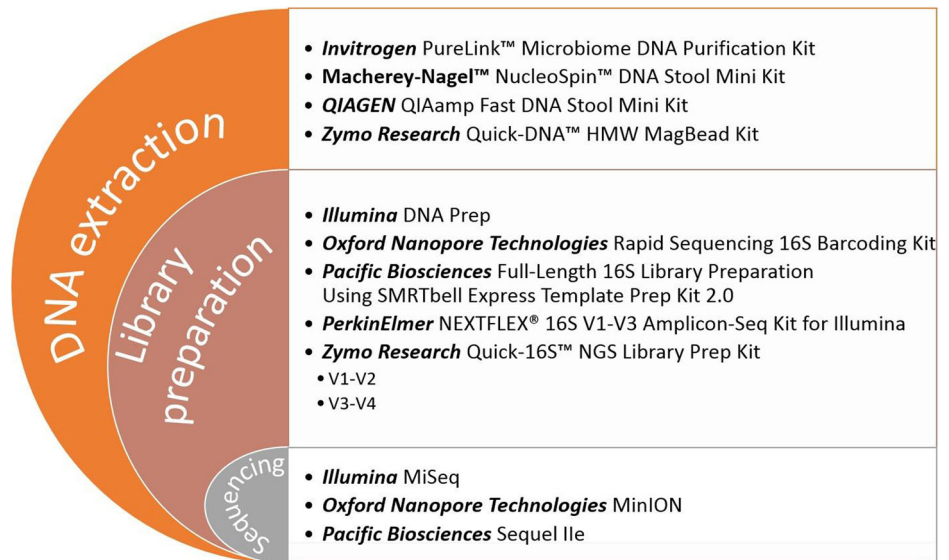 DNA extraction
• Invitrogen PureLink™ Microbiome DNA Purification Kit
• Macherey-Nagel™ NucleoSpin™ DNA Stool Mini Kit
• QIAGEN QIAamp Fast DNA Stool Mini Kit
• Zymo Research Quick-DNA™ HMW MagBead Kit
Library
preparation
• Illumina DNA Prep
• Oxford Nanopore Technologies Rapid Sequencing 16S Barcoding Kit
• Pacific Biosciences Full-Length 16S Library Preparation
Using SMRTbell Express Template Prep Kit 2.0
• PerkinElmer NEXTFLEX® 16S V1-V3 Amplicon-Seq Kit for Illumina
• Zymo Research Quick-16S™ NGS Library Prep Kit
• V1-V2
• V3-V4
Sequencing
• Illumina MiSeq
• Oxford Nanopore Technologies MinION
• Pacific Biosciences Sequel IIe